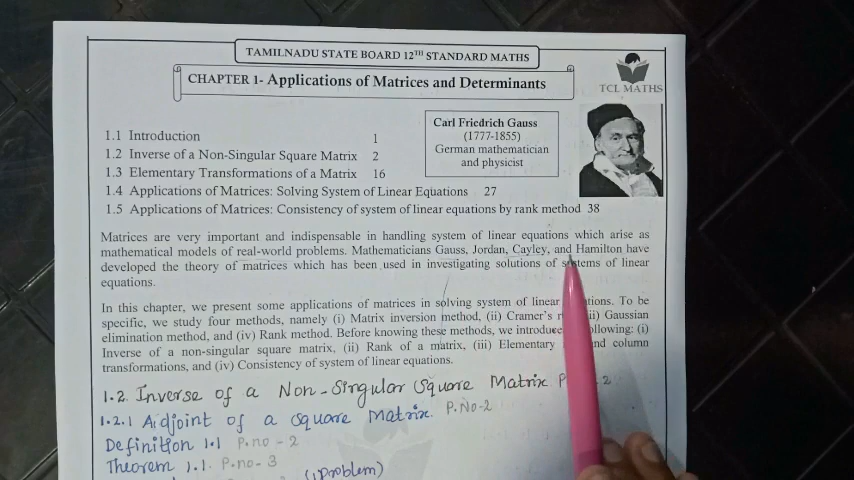 TAMILNADU STATE BOARD 12TH STANDARD MATHS
CHAPTER 1- Applications of Matrices and Determinants
TCL MATHS
Carl Friedrich Gauss
(1777-1855)
German mathematician
and physicist
1.1 Introduction 1
1.2 Inverse of a Non-Singular Square Matrix 2
1.3 Elementary Transformations of a Matrix 16
1.4 Applications of Matrices: Solving System of Linear Equations 27
1.5 Applications of Matrices: Consistency of system of linear equations by rank method 38
Matrices are very important and indispensable in handling system of linear equations which arise as
mathematical models of real-world problems. Mathematicians Gauss, Jordan, Cayley, and Hamilton have
developed the theory of matrices which has been used in investigating solutions of systems of linear
equations.
In this chapter, we present some applications of matrices in solving system of linear To be
specific, we study four methods, namely (i) Matrix inversion method, (ii) Cramer's Gaussian
elimination method, and (iv) Rank method. Before knowing these methods, we introduce (i)
Inverse of a non-singular square matrix, (ii) Rank of a matrix, (iii) Elementary column
transformations, and (iv) Consistency of system of linear equations.
1.2 Inverse of a Non-Singular Square Matrix 2
1.2.1 Adjoint of a square Matrix. P.No-2
Definition 1.1 P.no-2
Theorem 1.1. P.no-3
(1 Problem)